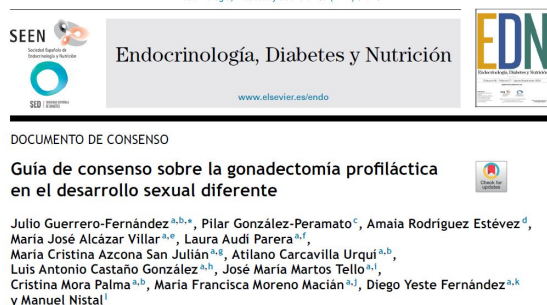 SEEN
Sociedad Española de
Endocrinología y Nutrición
SED
Endocrinología, Diabetes y Nutrición
www.elsevier.es/endo
EDN
Endocrinología, Diabetes y Nutrición
DOCUMENTO DE CONSENSO
Guía de consenso sobre la gonadectomía profiláctica
en el desarrollo sexual diferente
Check for
updates
Julio Guerrero-Fernández a,b,*, Pilar González-Peramato c, Amaia Rodríguez Estévez d,
María José Alcázar Villar a,e, Laura Audí Parera a,f,
María Cristina Azcona San Julián a,g, Atilano Carcavilla Urquí a,b,
Luis Antonio Castaño González a,h, José María Martos Tello a,i,
Cristina Mora Palma a,b, Maria Francisca Moreno Macián a,j, Diego Yeste Fernández a,k
y Manuel Nistal l